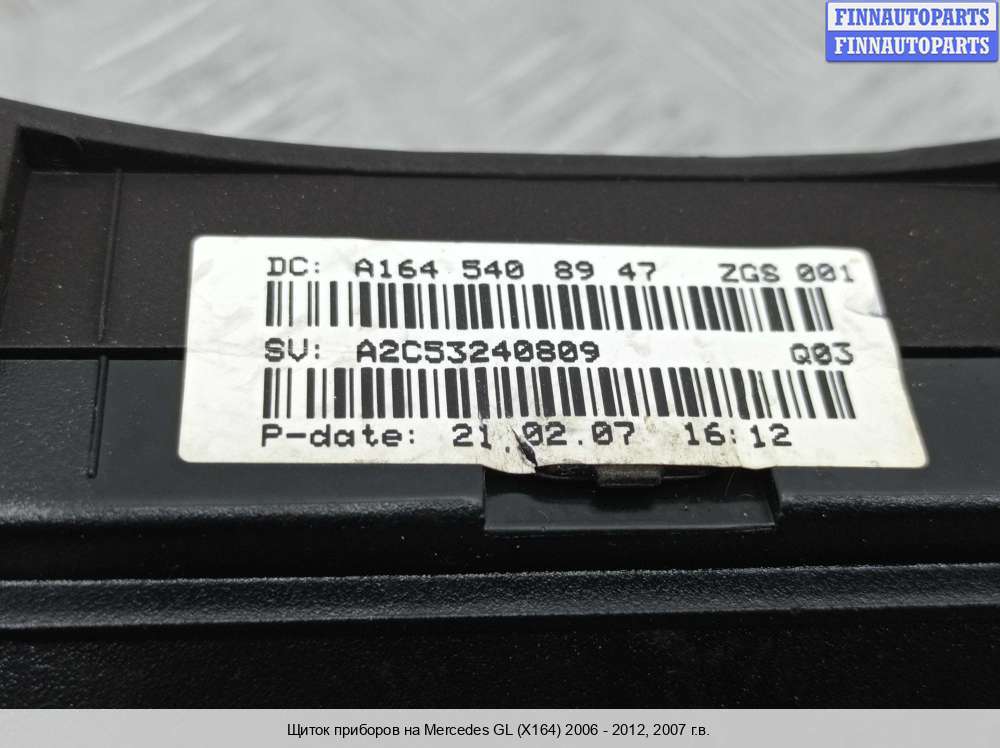 FINNAUTOPARTS
FINNAUTOPARTS
DC: A164 540 89 47 ZGS 001
SV: A2C53240809 Q03
P-date: 21.02.07 16:12
Щиток приборов на Mercedes GL (X164) 2006 - 2012, 2007 г.в.